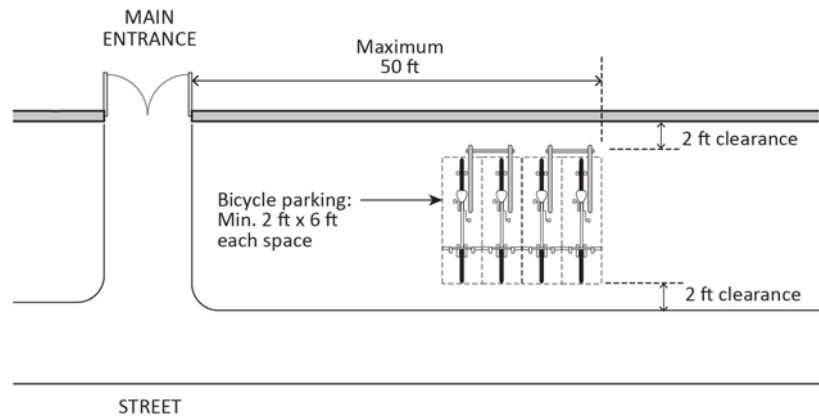 MAIN
ENTRANCE
Maximum
50 ft
2 ft clearance
Bicycle parking:
Min. 2 ft x 6 ft
each space
2 ft clearance
STREET